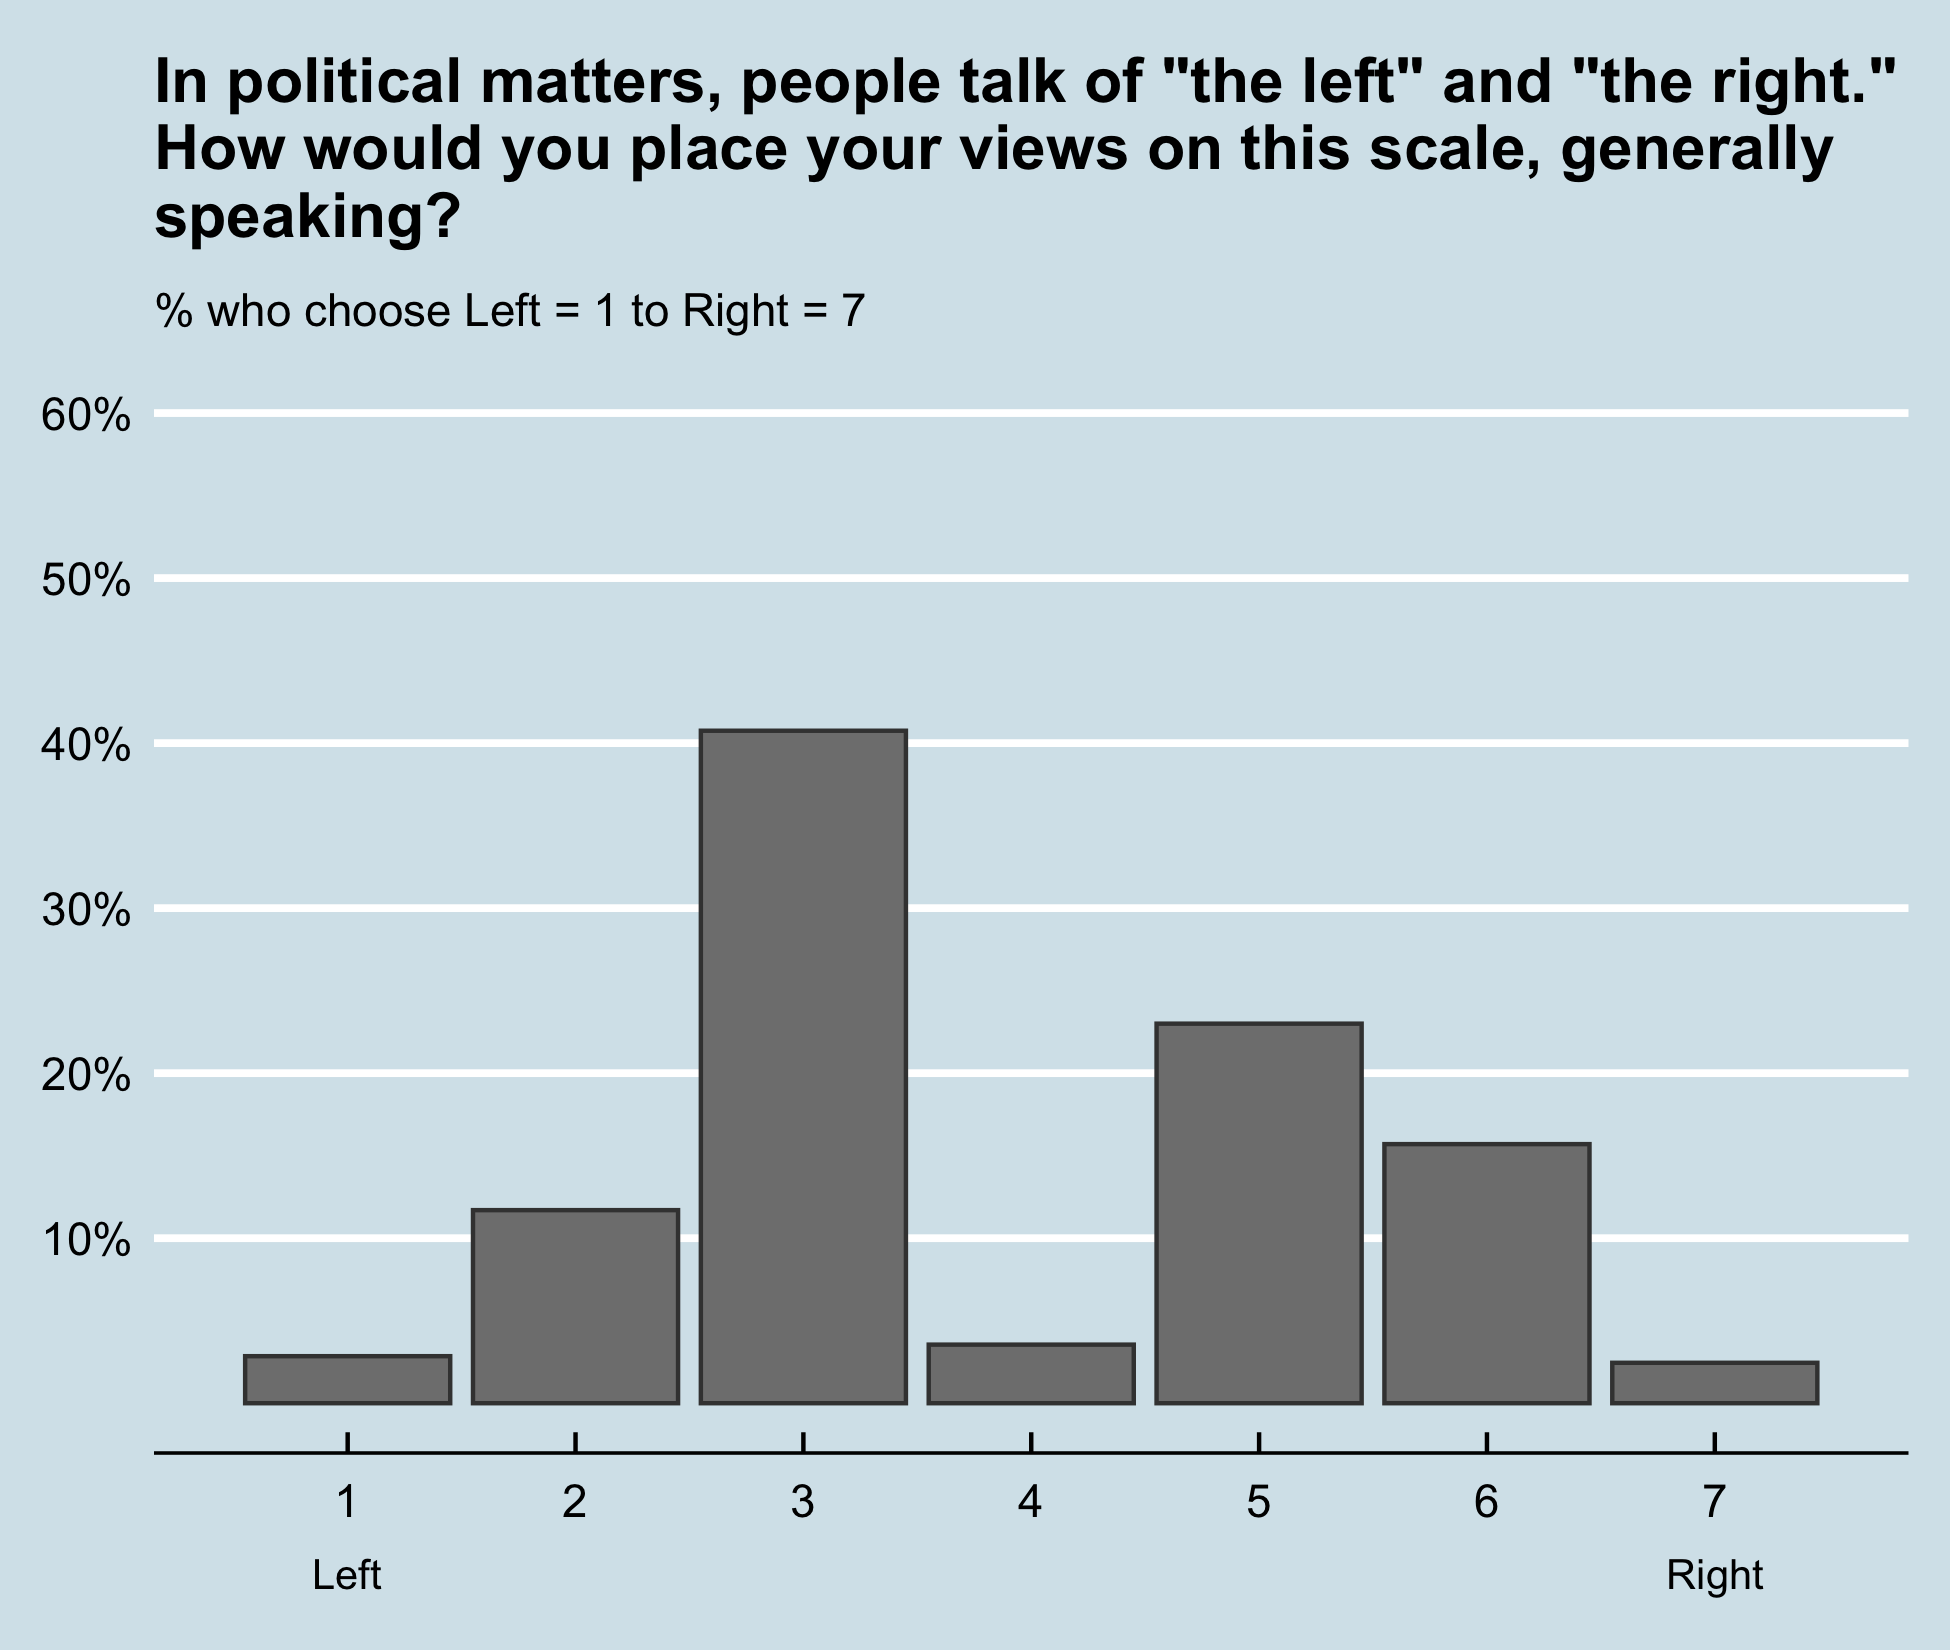 In political matters, people talk of "the left" and "the right."
How would you place your views on this scale, generally
speaking?
% who choose Left = 1 to Right = 7
60%
50%
40%
30%
20%
10%
1 2 3 4 5 6 7
Left Right